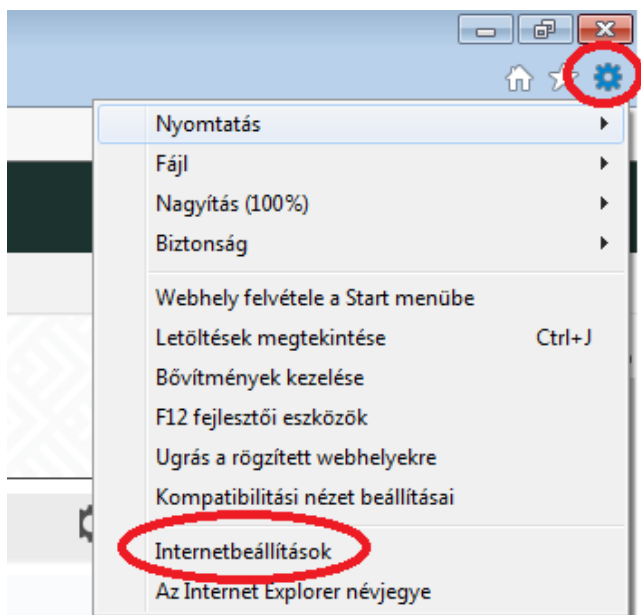 Nyomtatás
Fájl
Nagyítás (100%)
Biztonság
Webhely felvétele a Start menübe
Letöltések megtekintése Ctrl+J
Bővítmények kezelése
F12 fejlesztői eszközök
Ugrás a rögzített webhelyekre
Kompatibilitási nézet beállításai
Internetbeállítások
Az Internet Explorer névjegye